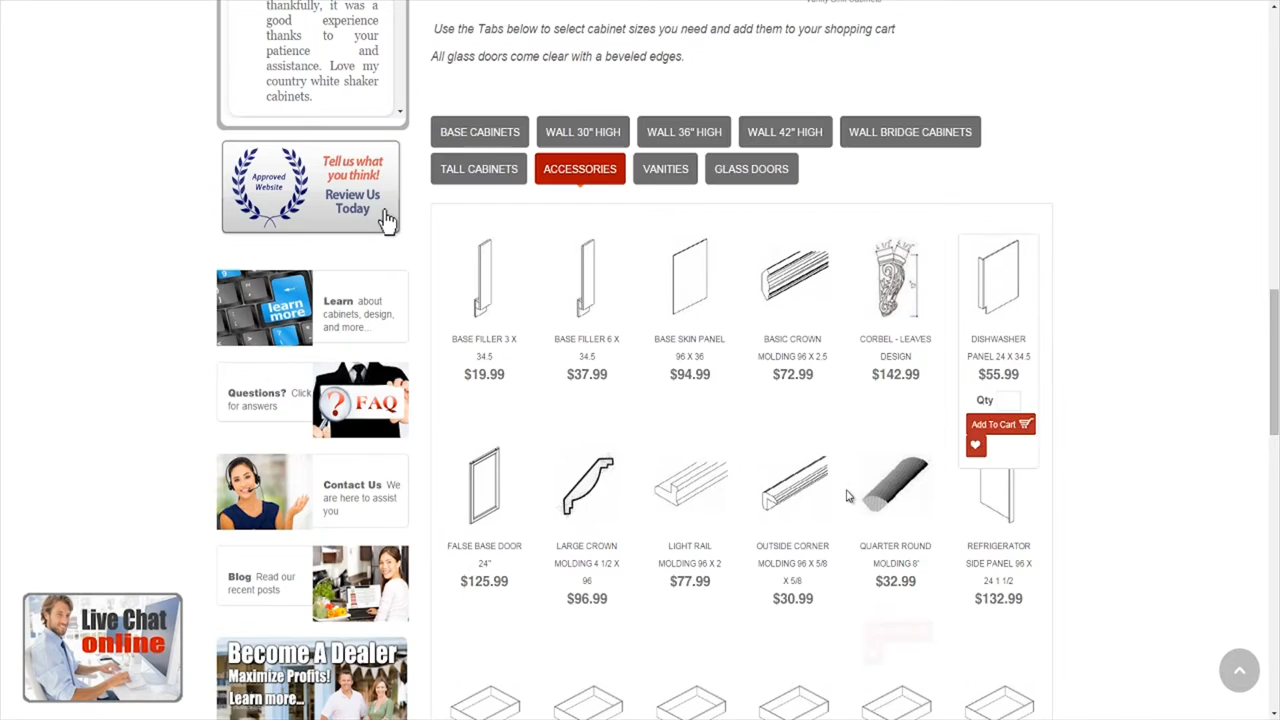 thankfully, it was a
good experience
thanks to your
patience and
assistance. Love my
country white shaker
cabinets.
Use the Tabs below to select cabinet sizes you need and add them to your shopping cart
All glass doors come clear with a beveled edges.
BASE CABINETS
WALL 30" HIGH
WALL 36" HIGH
WALL 42" HIGH
WALL BRIDGE CABINETS
TALL CABINETS
ACCESSORIES
VANITIES
GLASS DOORS
Approved
Website
Tell us what
you think!
Review Us
Today
learn
more
Learn about
cabinets, design,
and more...
Questions? Click
for answers
?
FAQ
Contact Us We
are here to assist
you
Blog Read our
recent posts
Live Chat
online
Become A Dealer
Maximize Profits!
Learn more...
BASE FILLER 3 X
34.5
$19.99
BASE FILLER 6 X
34.5
$37.99
BASE SKIN PANEL
96 X 36
$94.99
BASIC CROWN
MOLDING 96 X 2.5
$72.99
CORBEL - LEAVES
DESIGN
$142.99
DISHWASHER
PANEL 24 X 34.5
$55.99
Qty
Add To Cart
FALSE BASE DOOR
24"
$125.99
LARGE CROWN
MOLDING 4 1/2 X
96
$96.99
LIGHT RAIL
MOLDING 96 X 2
$77.99
OUTSIDE CORNER
MOLDING 96 X 5/8
X 5/8
$30.99
QUARTER ROUND
MOLDING 8'
$32.99
REFRIGERATOR
SIDE PANEL 96 X
24 1 1/2
$132.99